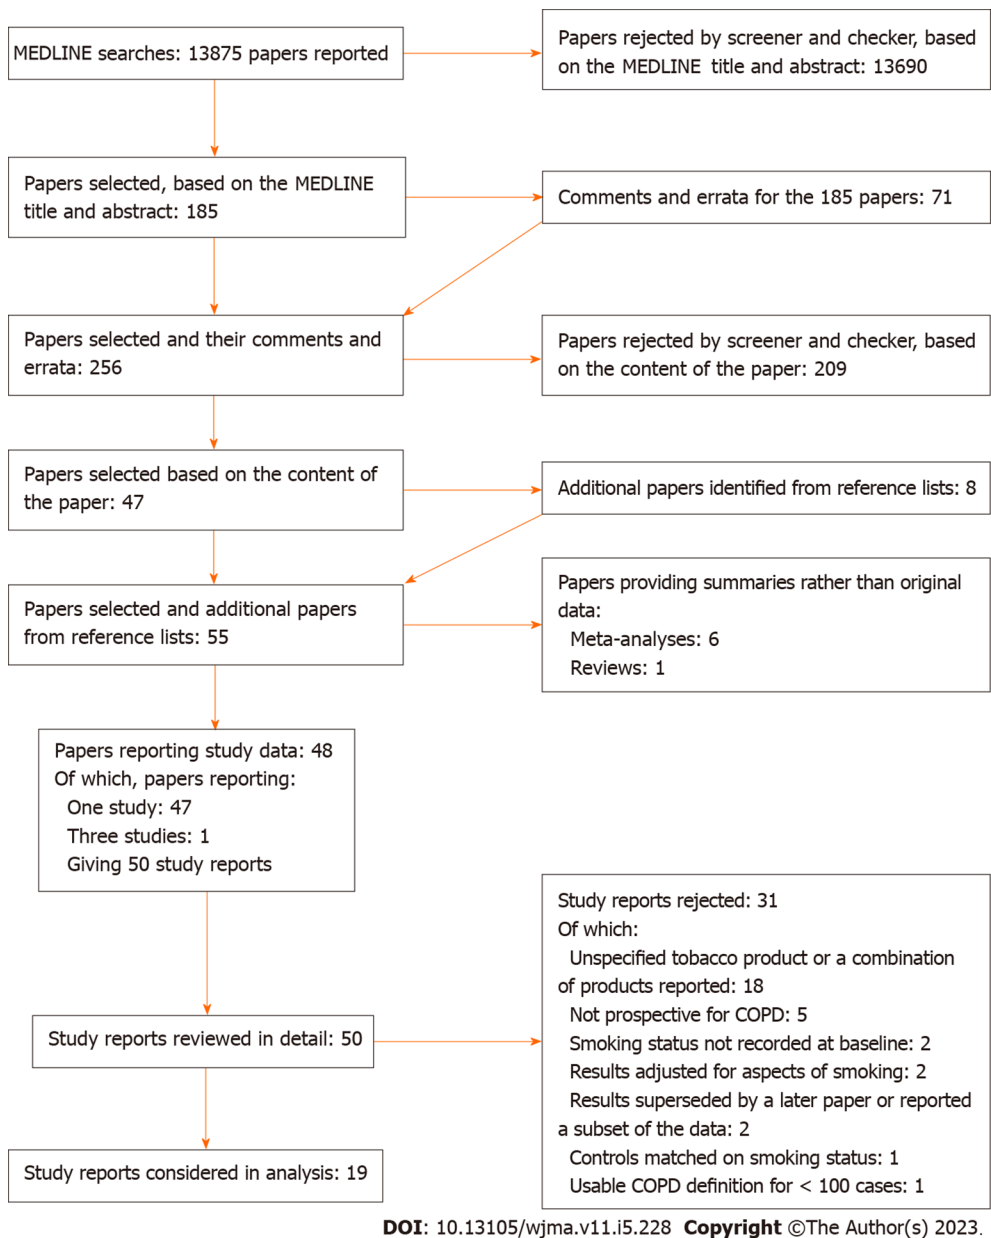 MEDLINE searches: 13875 papers reported
Papers rejected by screener and checker, based
on the MEDLINE title and abstract: 13690
Papers selected, based on the MEDLINE
title and abstract: 185
Comments and errata for the 185 papers: 71
Papers selected and their comments and
errata: 256
Papers rejected by screener and checker, based
on the content of the paper: 209
Papers selected based on the content of
the paper: 47
Additional papers identified from reference lists: 8
Papers selected and additional papers
from reference lists: 55
Papers providing summaries rather than original
data:
Meta-analyses: 6
Reviews: 1
Papers reporting study data: 48
Of which, papers reporting:
One study: 47
Three studies: 1
Giving 50 study reports
Study reports reviewed in detail: 50
Study reports rejected: 31
Of which:
Unspecified tobacco product or a combination
of products reported: 18
Not prospective for COPD: 5
Smoking status not recorded at baseline: 2
Results adjusted for aspects of smoking: 2
Results superseded by a later paper or reported
a subset of the data: 2
Controls matched on smoking status: 1
Usable COPD definition for < 100 cases: 1
Study reports considered in analysis: 19
DOI: 10.13105/wjma.v11.i5.228 Copyright ©The Author(s) 2023.